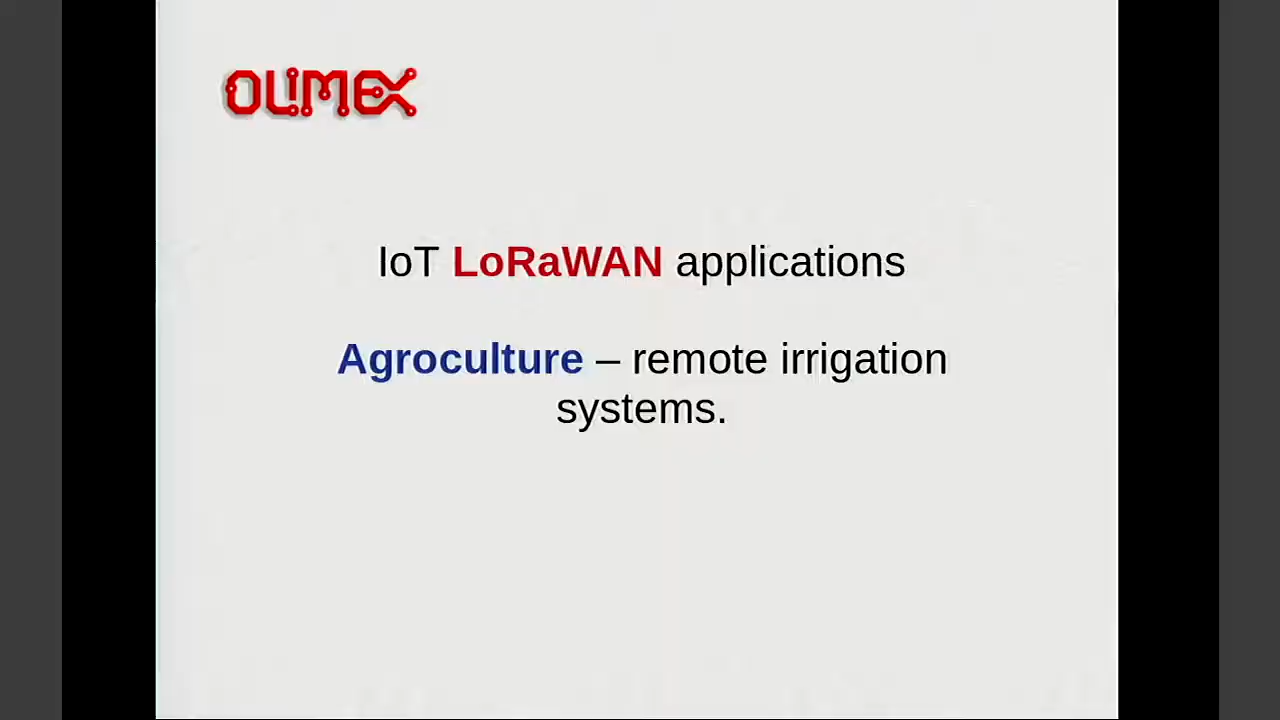 OLIMEX
IoT LoRaWAN applications
Agroculture – remote irrigation
systems.